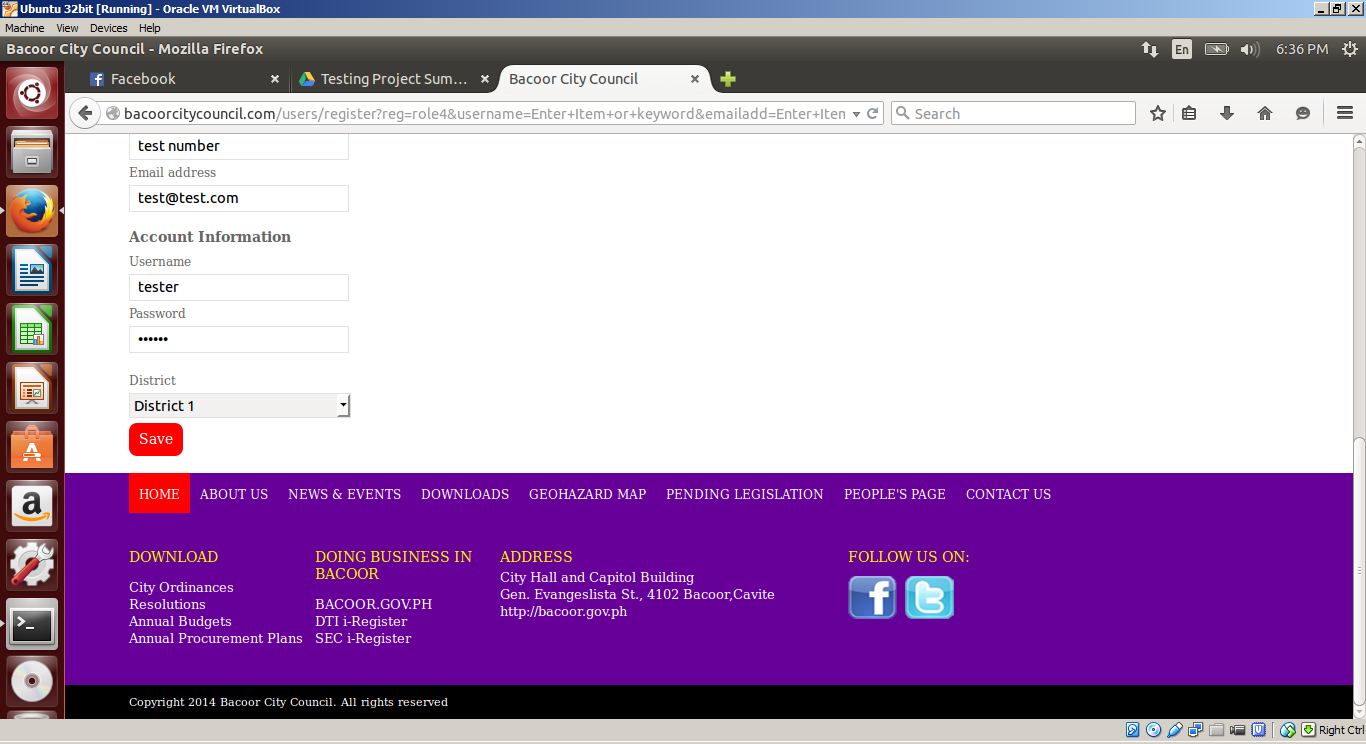 Ubuntu 32bit [Running] - Oracle VM VirtualBox
Machine View Devices Help
Bacoor City Council - Mozilla Firefox
En
6:36 PM
Facebook
Testing Project Sum...
Bacoor City Council
bacoorcitycouncil.com/users/register?reg=role4&username=Enter+Item+or+keyword&emailadd=Enter+Iten
Search
test number
Email address
test@test.com
Account Information
Username
tester
Password
••••••
District
District 1
Save
HOME ABOUT US NEWS & EVENTS DOWNLOADS GEOHAZARD MAP PENDING LEGISLATION PEOPLE'S PAGE CONTACT US
DOWNLOAD
City Ordinances
Resolutions
Annual Budgets
Annual Procurement Plans
DOING BUSINESS IN
BACOOR
BACOOR.GOV.PH
DTI i-Register
SEC i-Register
ADDRESS
City Hall and Capitol Building
Gen. Evangeslista St., 4102 Bacoor,Cavite
http://bacoor.gov.ph
FOLLOW US ON:
Copyright 2014 Bacoor City Council. All rights reserved
Right Ctrl